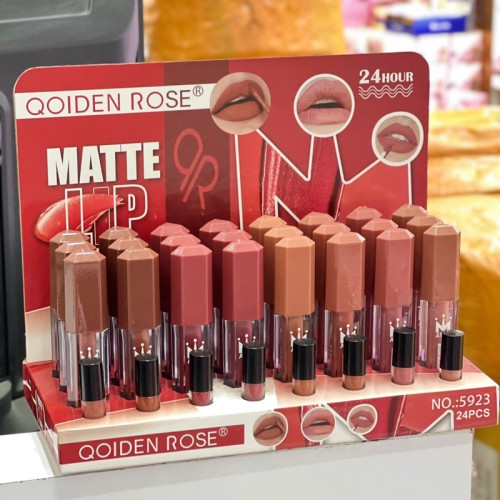 QOIDEN ROSE®
24HOUR
MATTE
LIP
QR
NO.:5923
24PCS
QOIDEN ROSE®